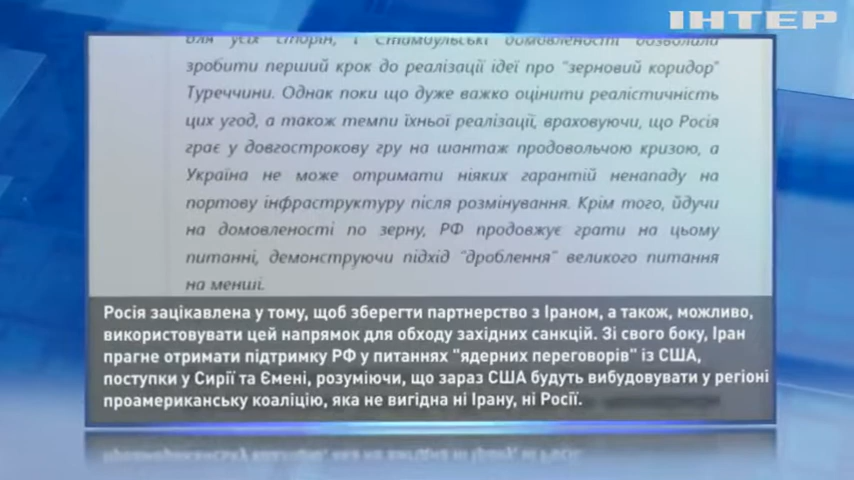 ІНТЕР
для усіх сторін, і Стамбульські домовленості дозволили
зробити перший крок до реалізації ідеї про "зерновий коридор"
Туреччини. Однак поки що дуже важко оцінити реалістичність
цих угод, а також темпи їхньої реалізації, враховуючи, що Росія
грає у довгострокову гру на шантаж продовольчою кризою, а
Україна не може отримати ніяких гарантій ненападу на
портову інфраструктуру після розмінування. Крім того, йдучи
на домовленості по зерну, РФ продовжує грати на цьому
питанні, демонструючи підхід "дроблення" великого питання
на менші.
Росія зацікавлена у тому, щоб зберегти партнерство з Іраном, а також, можливо,
використовувати цей напрямок для обходу західних санкцій. Зі свого боку, Іран
прагне отримати підтримку РФ у питаннях "ядерних переговорів" із США,
поступки у Сирії та Ємені, розуміючи, що зараз США будуть вибудовувати у регіоні
проамериканську коаліцію, яка не вигідна ні Ірану, ні Росії.